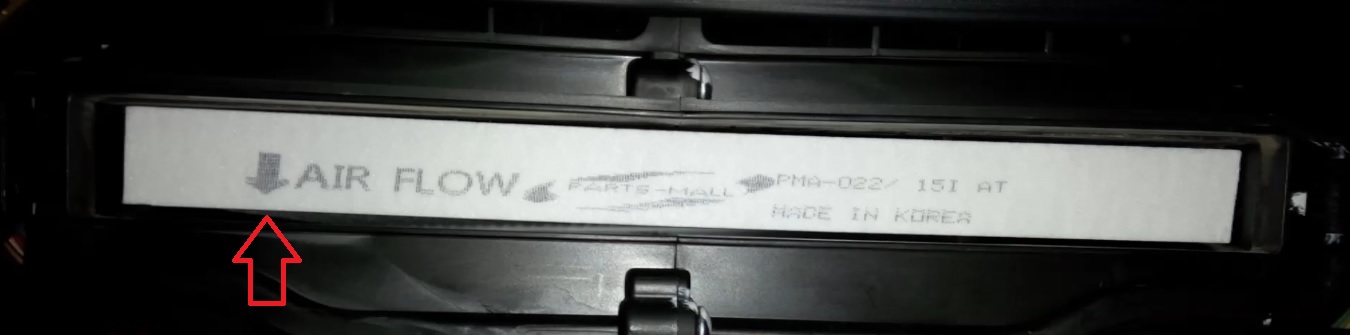 AIR FLOW
PARTS-MALL
PMA-022/ 15I AT
MADE IN KOREA